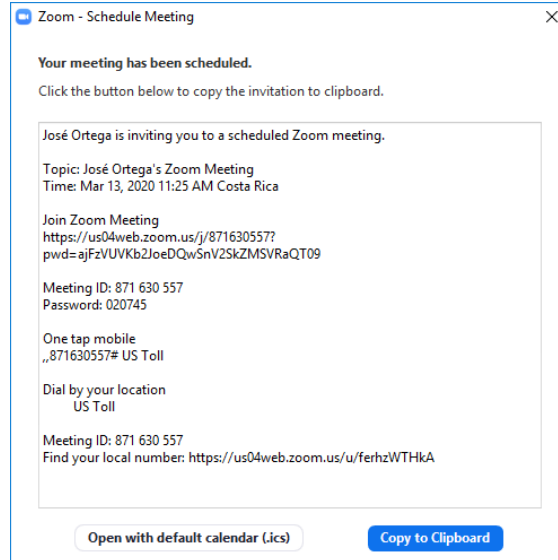 Zoom - Schedule Meeting
Your meeting has been scheduled.
Click the button below to copy the invitation to clipboard.
José Ortega is inviting you to a scheduled Zoom meeting.
Topic: José Ortega's Zoom Meeting
Time: Mar 13, 2020 11:25 AM Costa Rica
Join Zoom Meeting
https://us04web.zoom.us/j/871630557?
pwd=ajFzVUVKb2JoeDQwSnV2SkZMSVRaQT09
Meeting ID: 871 630 557
Password: 020745
One tap mobile
,,871630557# US Toll
Dial by your location
US Toll
Meeting ID: 871 630 557
Find your local number: https://us04web.zoom.us/u/ferhzWTHkA
Open with default calendar (.ics)
Copy to Clipboard